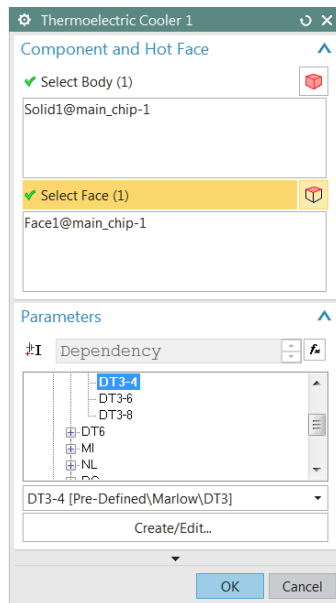 Thermoelectric Cooler 1
Component and Hot Face
Select Body (1)
Solid1@main_chip-1
Select Face (1)
Face1@main_chip-1
Parameters
I Dependency
DT3-4
DT3-6
DT3-8
DT6
MI
NL
DT3-4 [Pre-Defined\Marlow\DT3]
Create/Edit...
OK Cancel